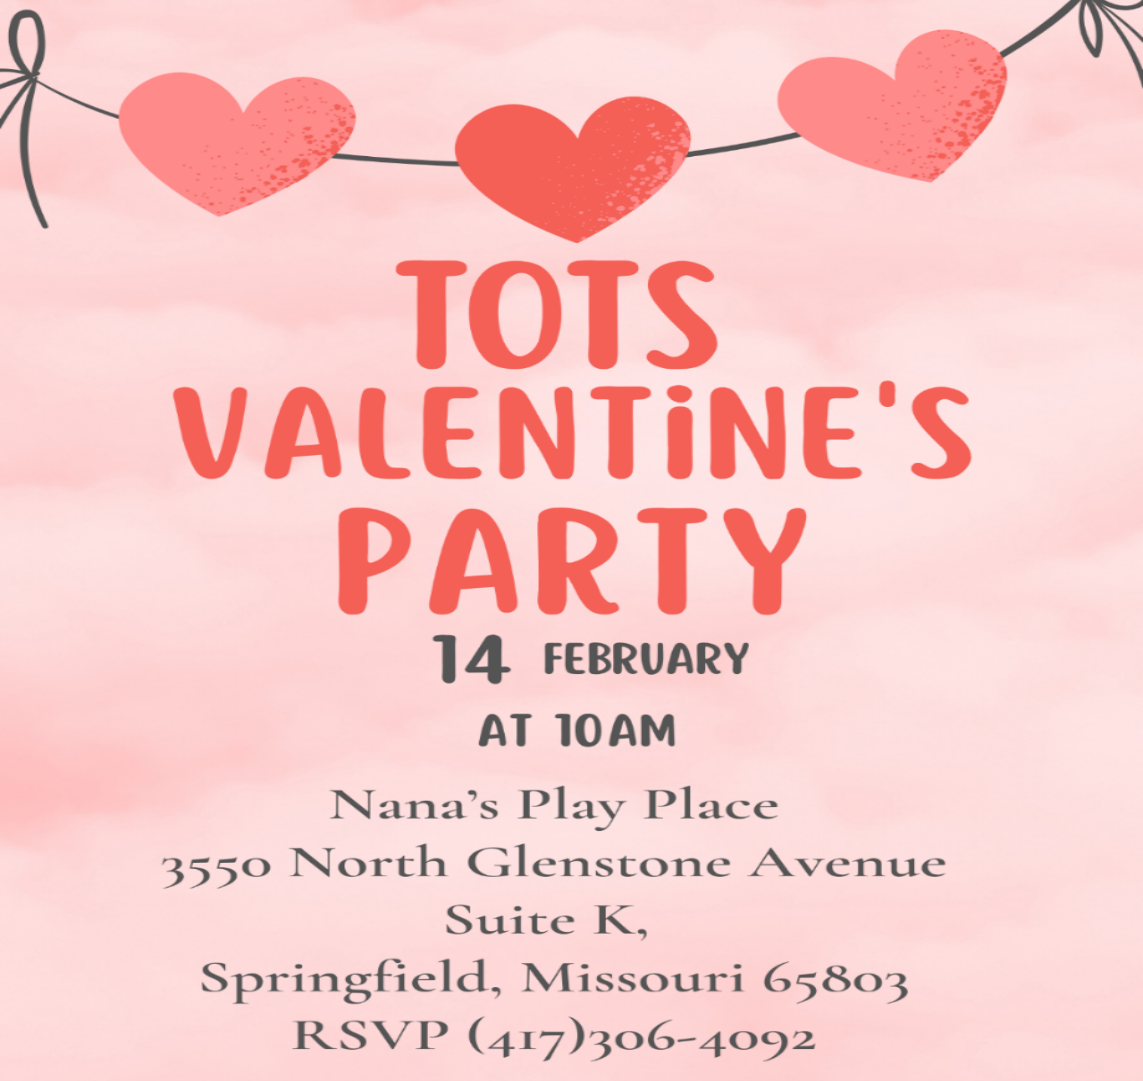 TOTS
VALENTiNE'S
PARTY
14 FEBRUARY
AT 10AM
Nana’s Play Place
3550 North Glenstone Avenue
Suite K,
Springfield, Missouri 65803
RSVP (417)306-4092